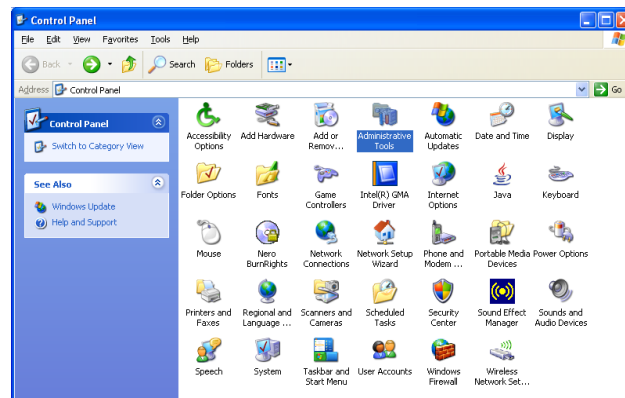 Control Panel
File Edit View Favorites Tools Help
Back Search Folders
Address Control Panel Go
Control Panel
Switch to Category View
See Also
Windows Update
Help and Support
Accessibility Options
Add Hardware
Add or Remov...
Administrative Tools
Automatic Updates
Date and Time
Display
Folder Options
Fonts
Game Controllers
Intel(R) GMA Driver
Internet Options
Java
Keyboard
Mouse
Nero BurnRights
Network Connections
Network Setup Wizard
Phone and Modem ...
Portable Media Devices
Power Options
Printers and Faxes
Regional and Language ...
Scanners and Cameras
Scheduled Tasks
Security Center
Sound Effect Manager
Sounds and Audio Devices
Speech
System
Taskbar and Start Menu
User Accounts
Windows Firewall
Wireless Network Set...